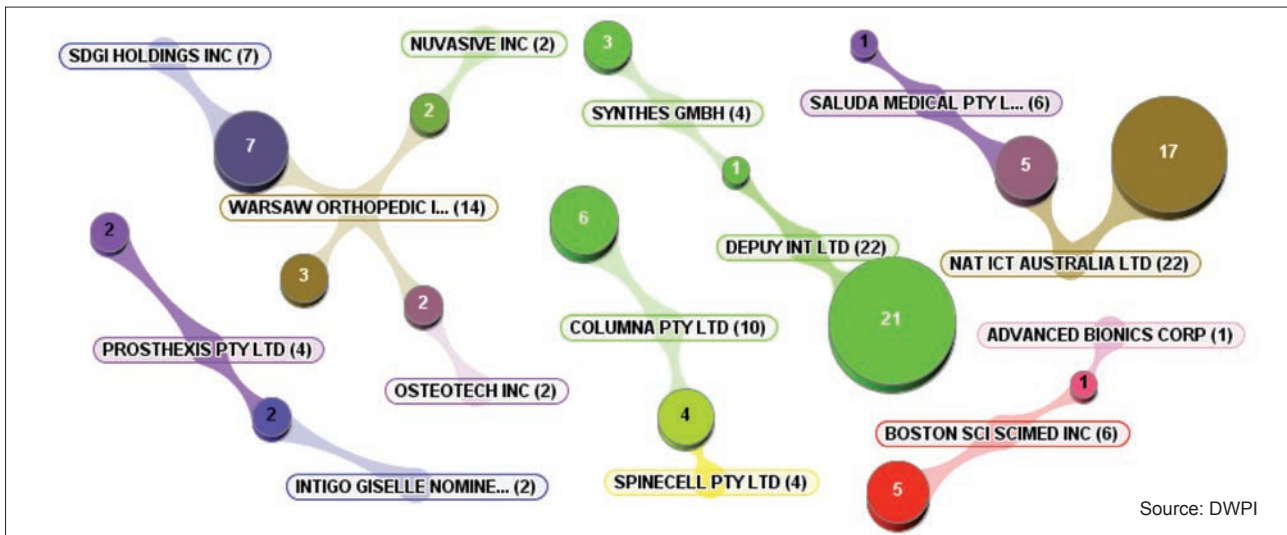 SDGI HOLDINGS INC (7)
7
NUVASIVE INC (2)
2
WARSAW ORTHOPEDIC I... (14)
3
2
OSTEOTECH INC (2)
2
PROSTHEXIS PTY LTD (4)
2
INTIGO GISELLE NOMINE... (2)
3
SYNTHES GMBH (4)
1
DEPUY INT LTD (22)
21
6
COLUMNA PTY LTD (10)
4
SPINECELL PTY LTD (4)
1
SALUDA MEDICAL PTY L... (6)
5
17
NAT ICT AUSTRALIA LTD (22)
ADVANCED BIONICS CORP (1)
1
BOSTON SCI SCIMED INC (6)
5
Source: DWPI